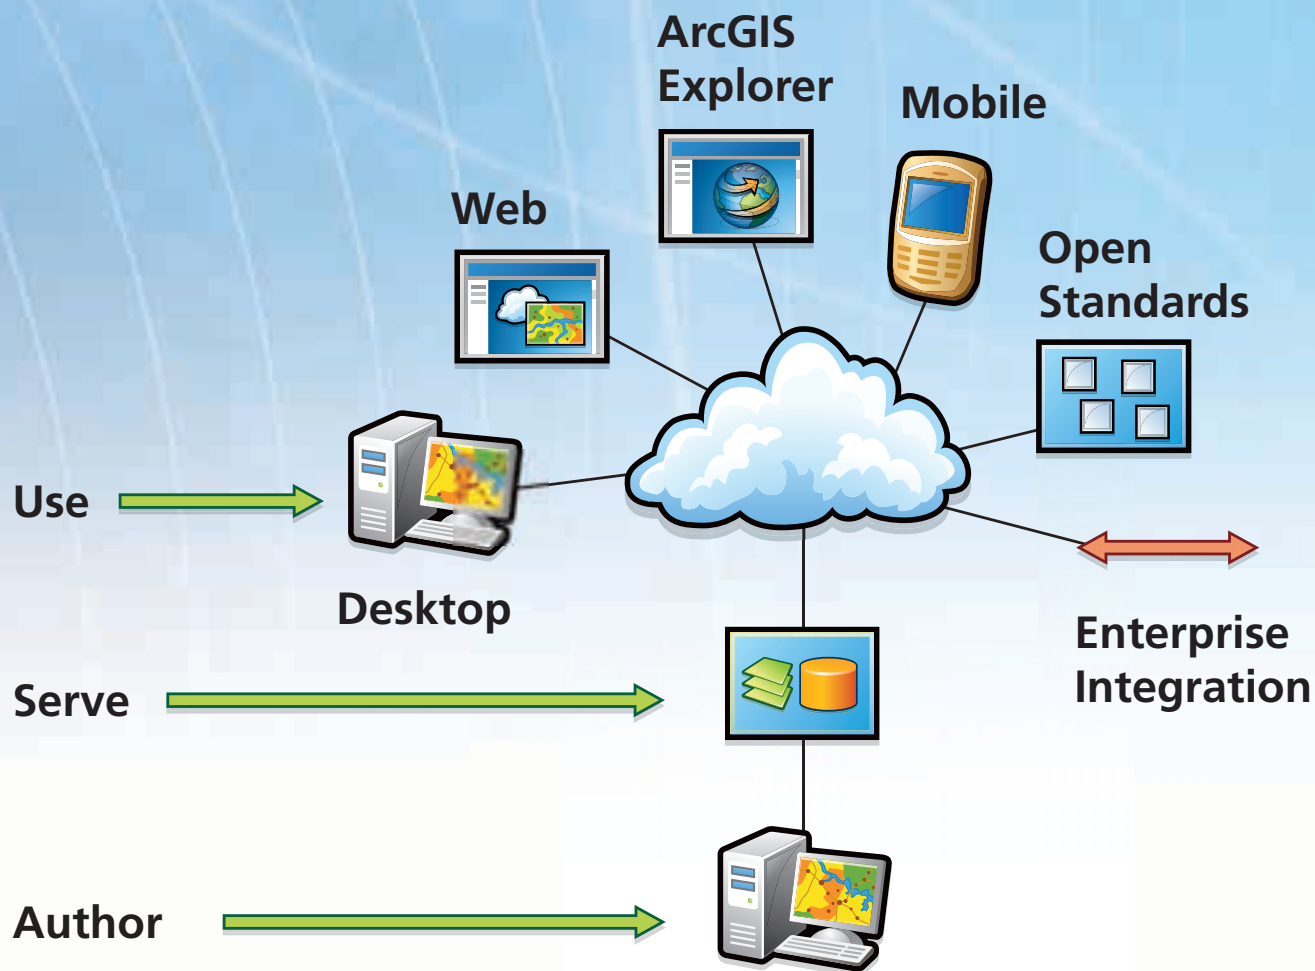 ArcGIS
Explorer
Mobile
Web
Open
Standards
Use
Desktop
Enterprise
Integration
Serve
Author